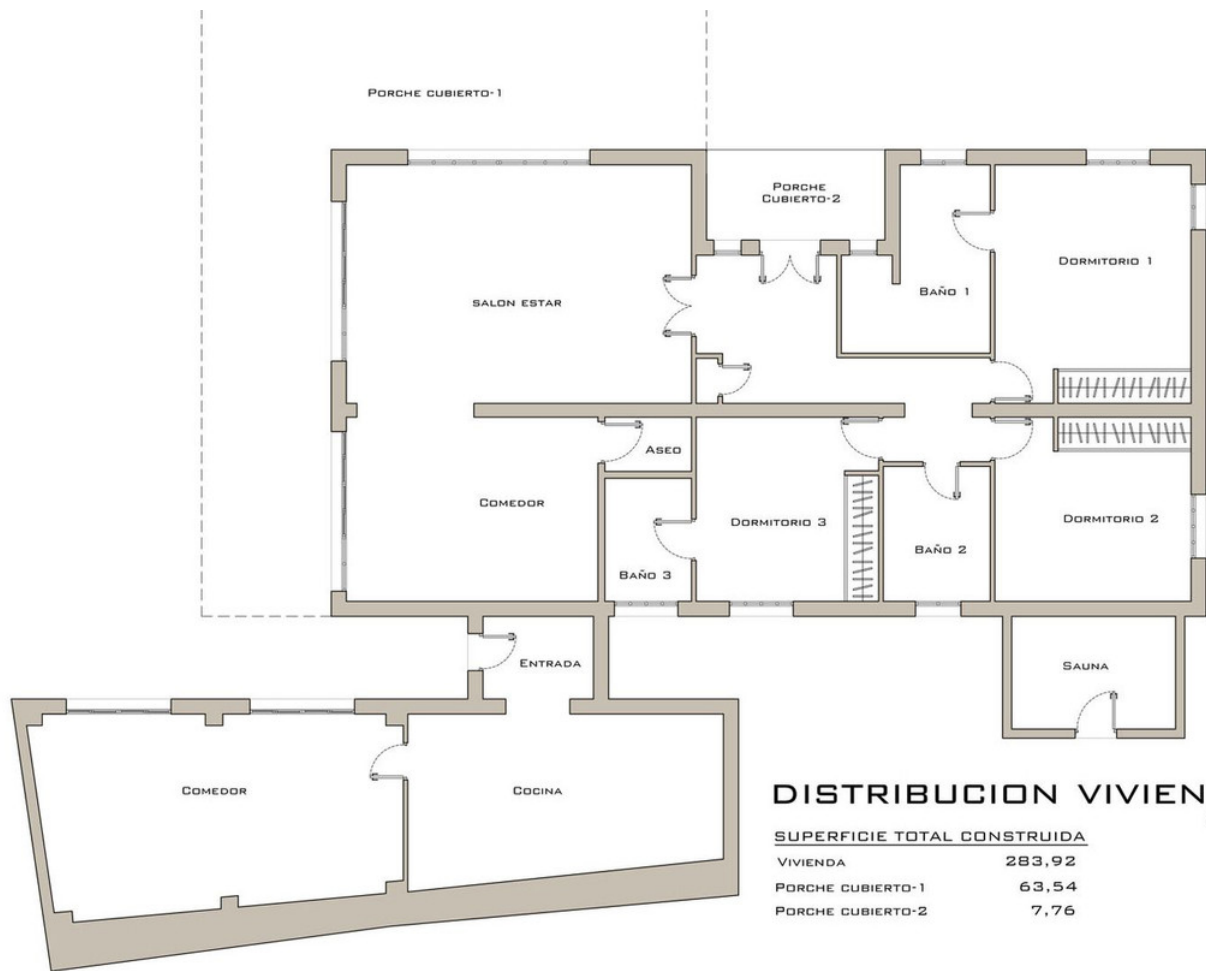 PORCHE CUBIERTO-1
PORCHE
CUBIERTO-2
DORMITORIO 1
BAÑO 1
SALON ESTAR
ASEO
COMEDOR
DORMITORIO 3
DORMITORIO 2
BAÑO 2
BAÑO 3
ENTRADA
SAUNA
COMEDOR
COCINA
DISTRIBUCION VIVIEN
SUPERFICIE TOTAL CONSTRUIDA
VIVIENDA 283,92
PORCHE CUBIERTO-1 63,54
PORCHE CUBIERTO-2 7,76